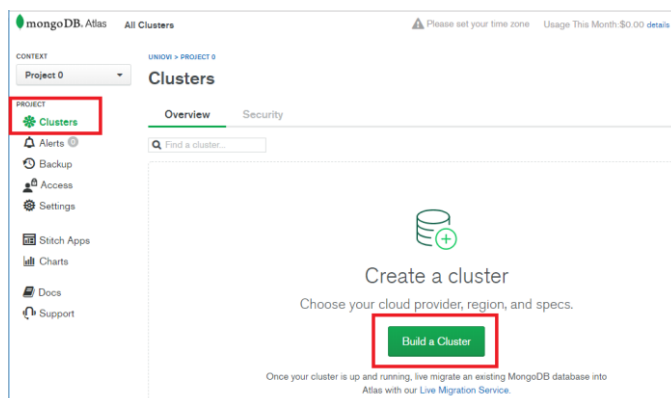 mongoDB. Atlas All Clusters Please set your time zone Usage This Month:$0.00 details
CONTEXT
Project 0
PROJECT
Clusters
Alerts 0
Backup
Access
Settings
Stitch Apps
Charts
Docs
Support
UNIOVI > PROJECT 0
Clusters
Overview Security
Find a cluster...
Create a cluster
Choose your cloud provider, region, and specs.
Build a Cluster
Once your cluster is up and running, live migrate an existing MongoDB database into
Atlas with our Live Migration Service.